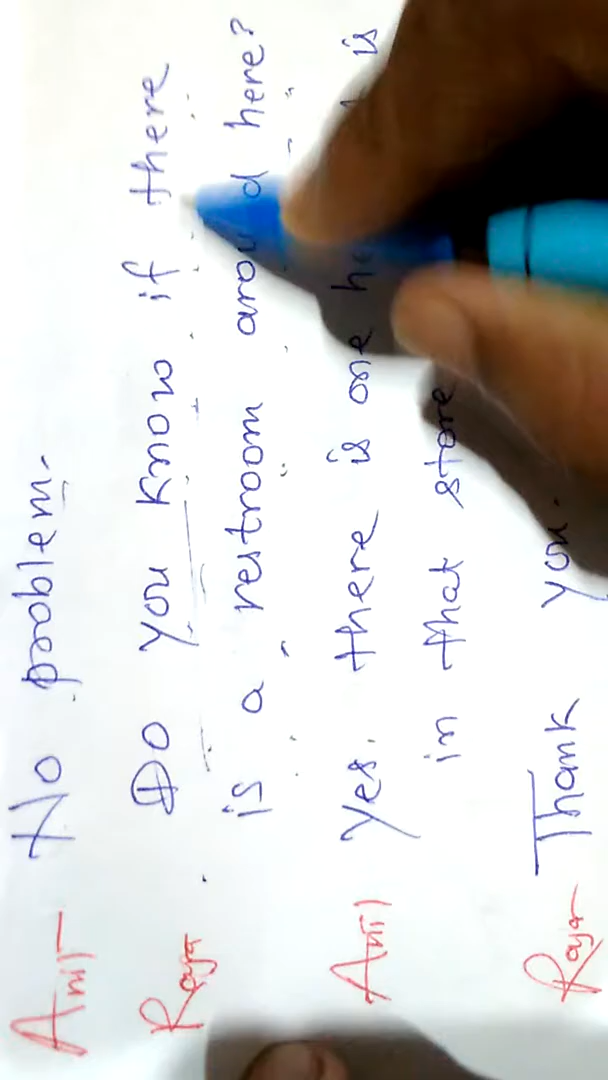 Anil No problem.
Raja Do you know if there
is a restroom around here?
Anil Yes. there is one is
in that store
Raja Thank you.